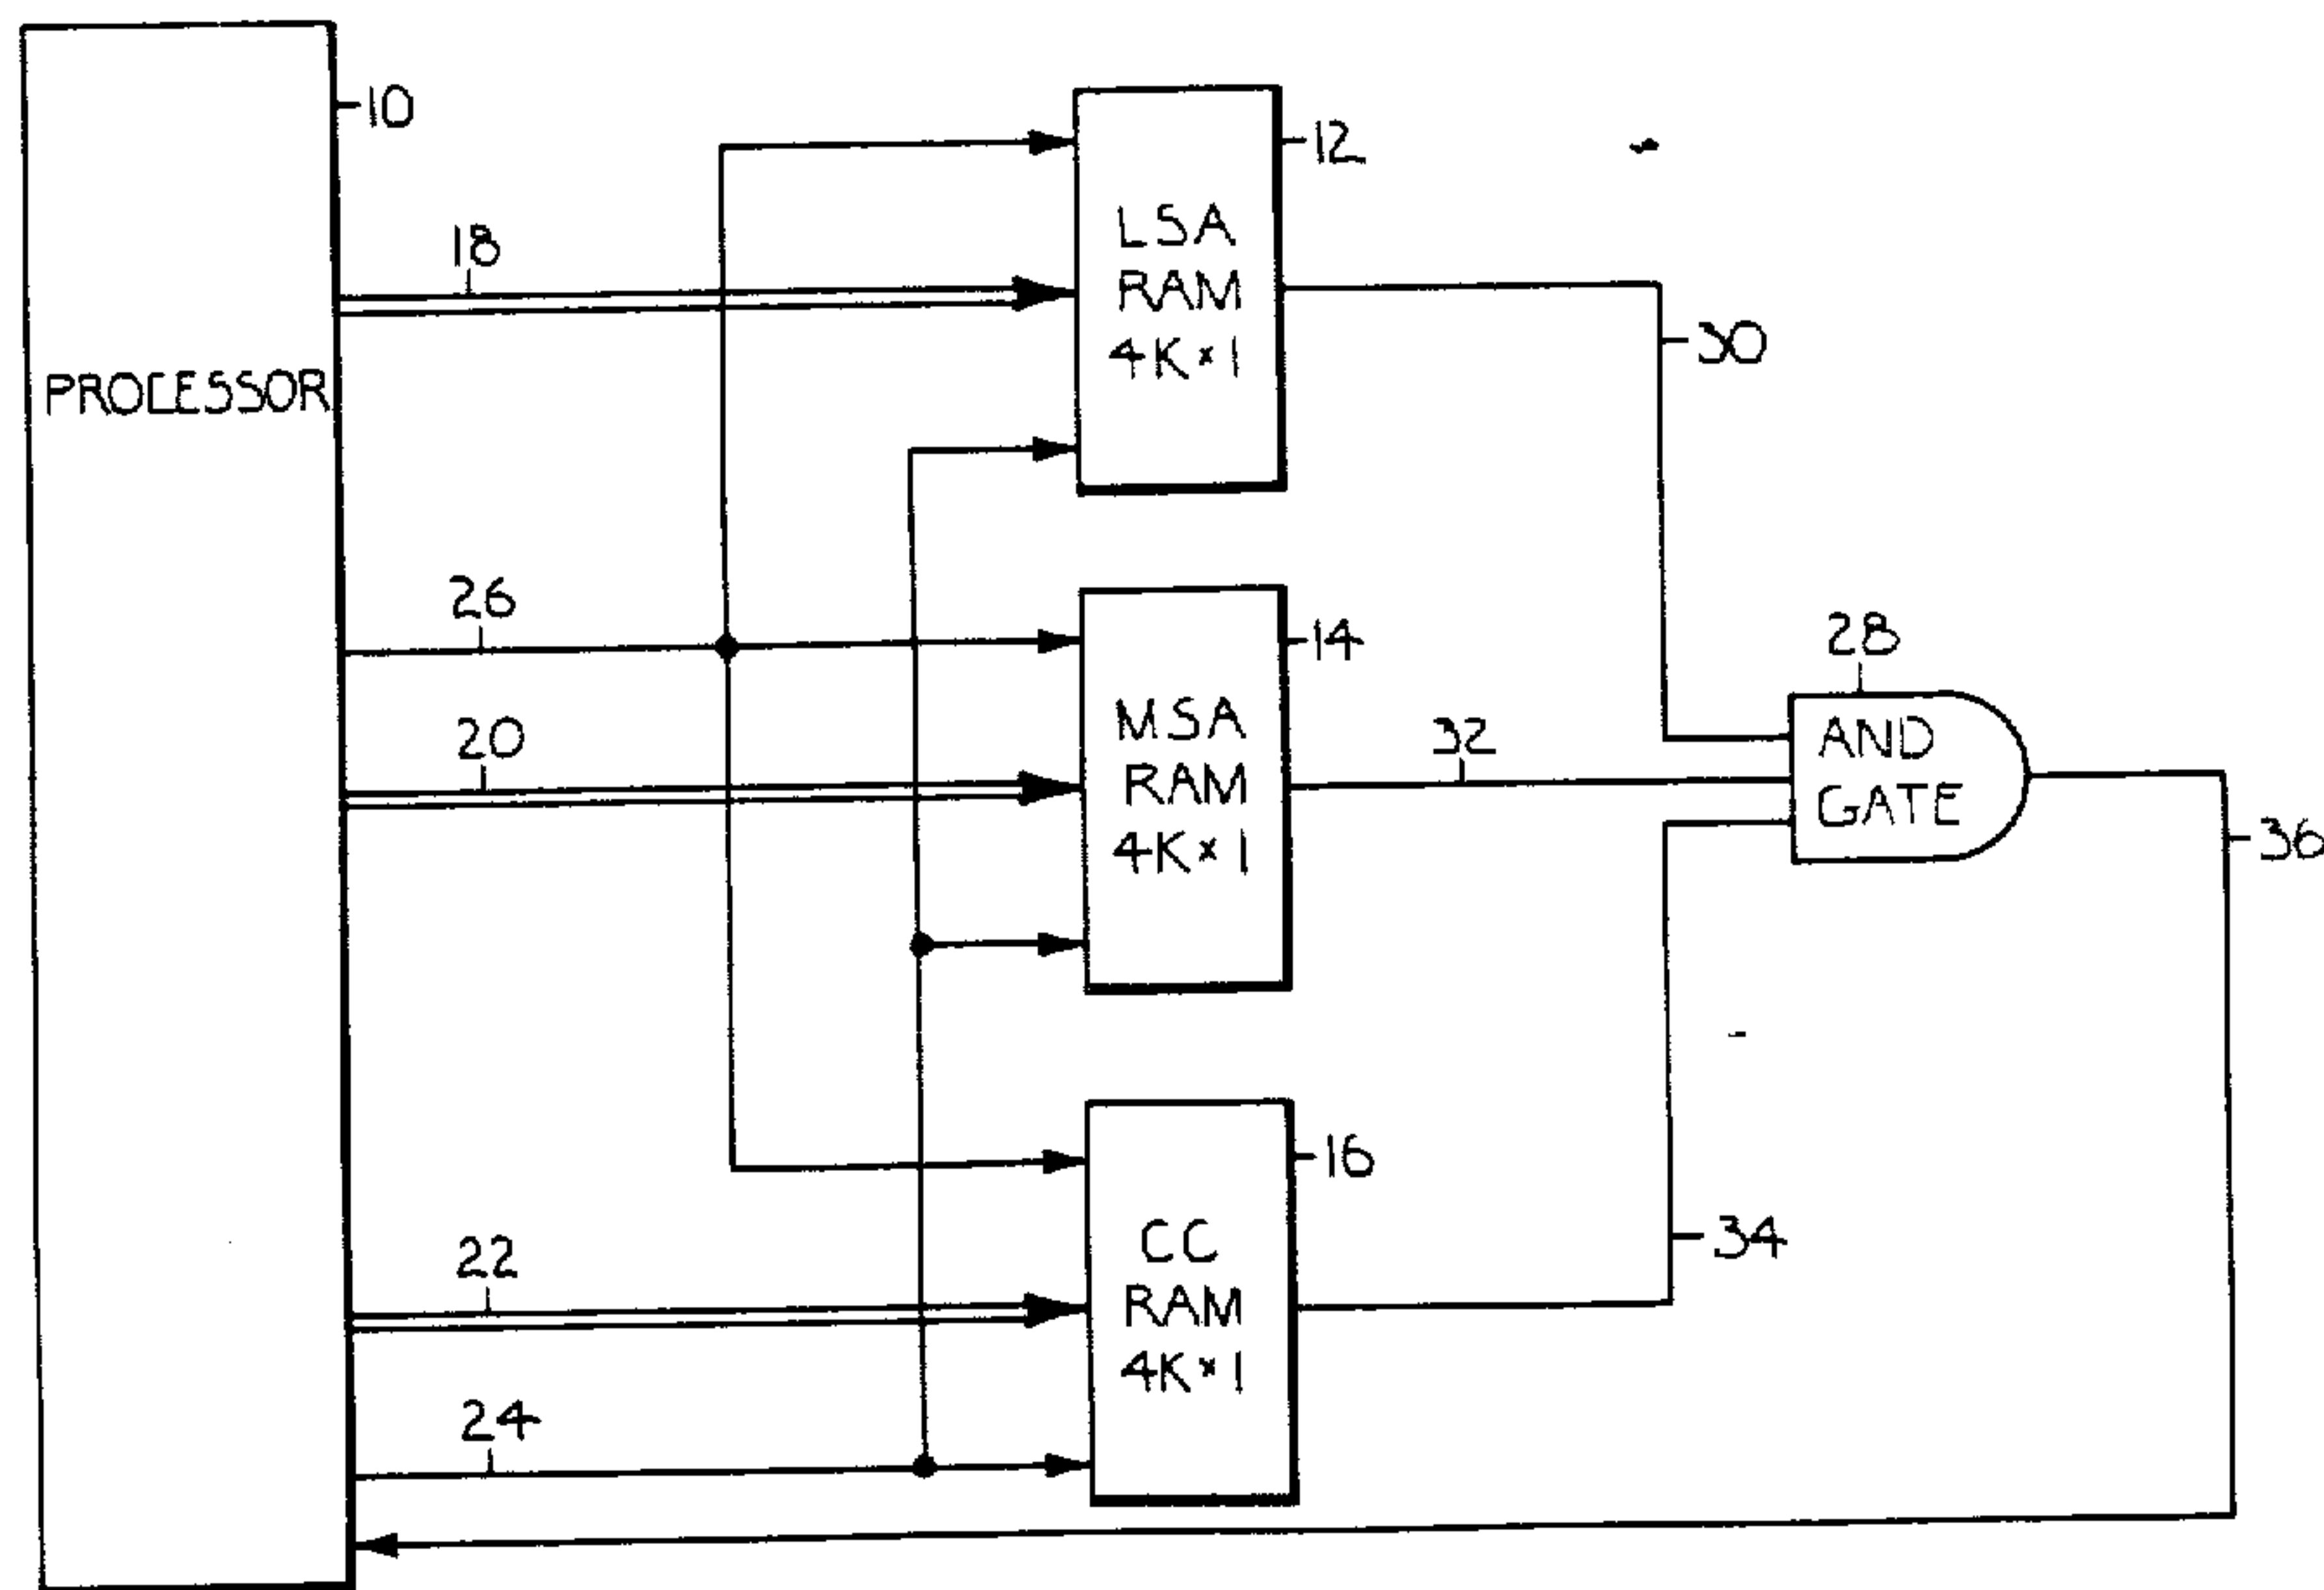 10
12
LSA
RAM
4K×1
18
30
PROCESSOR
26
14
28
20
MSA
RAM
4K×1
32
AND
GATE
36
16
22
CC
RAM
4K×1
34
24